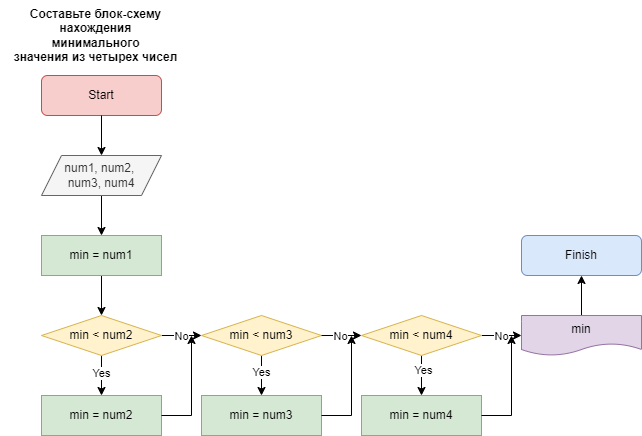 Составьте блок-схему
нахождения
минимального
значения из четырех чисел
Start
num1, num2,
num3, num4
min = num1
min < num2
No
min < num3
No
min < num4
No
min
Finish
Yes
Yes
Yes
min = num2
min = num3
min = num4